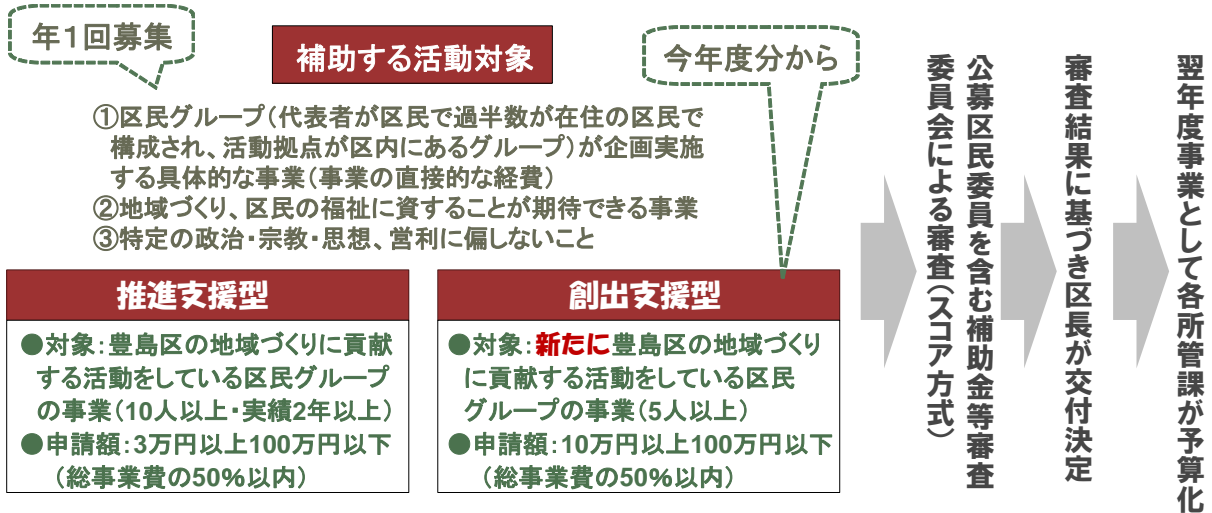 年1回募集
補助する活動対象
今年度分から
①区民グループ(代表者が区民で過半数が在住の区民で
構成され、活動拠点が区内にあるグループ)が企画実施
する具体的な事業(事業の直接的な経費)
②地域づくり、区民の福祉に資することが期待できる事業
③特定の政治・宗教・思想、営利に偏しないこと
推進支援型
●対象:豊島区の地域づくりに貢献
する活動をしている区民グループ
の事業(10人以上・実績2年以上)
●申請額:3万円以上100万円以下
(総事業費の50%以内)
創出支援型
●対象:新たに豊島区の地域づくり
に貢献する活動をしている区民
グループの事業(5人以上)
●申請額:10万円以上100万円以下
(総事業費の50%以内)
公募区民委員を含む補助金等審査
委員会による審査(スコア方式)
審査結果に基づき区長が交付決定
翌年度事業として各所管課が予算化